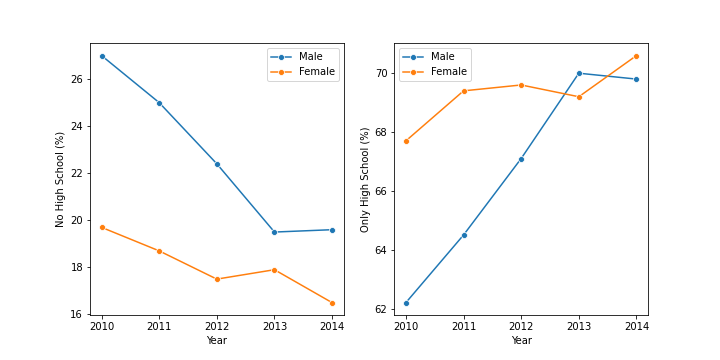 No High School (%)
26
24
22
20
18
16
Male
Female
2010 2011 2012 2013 2014
Year
Only High School (%)
70
68
66
64
62
Male
Female
2010 2011 2012 2013 2014
Year